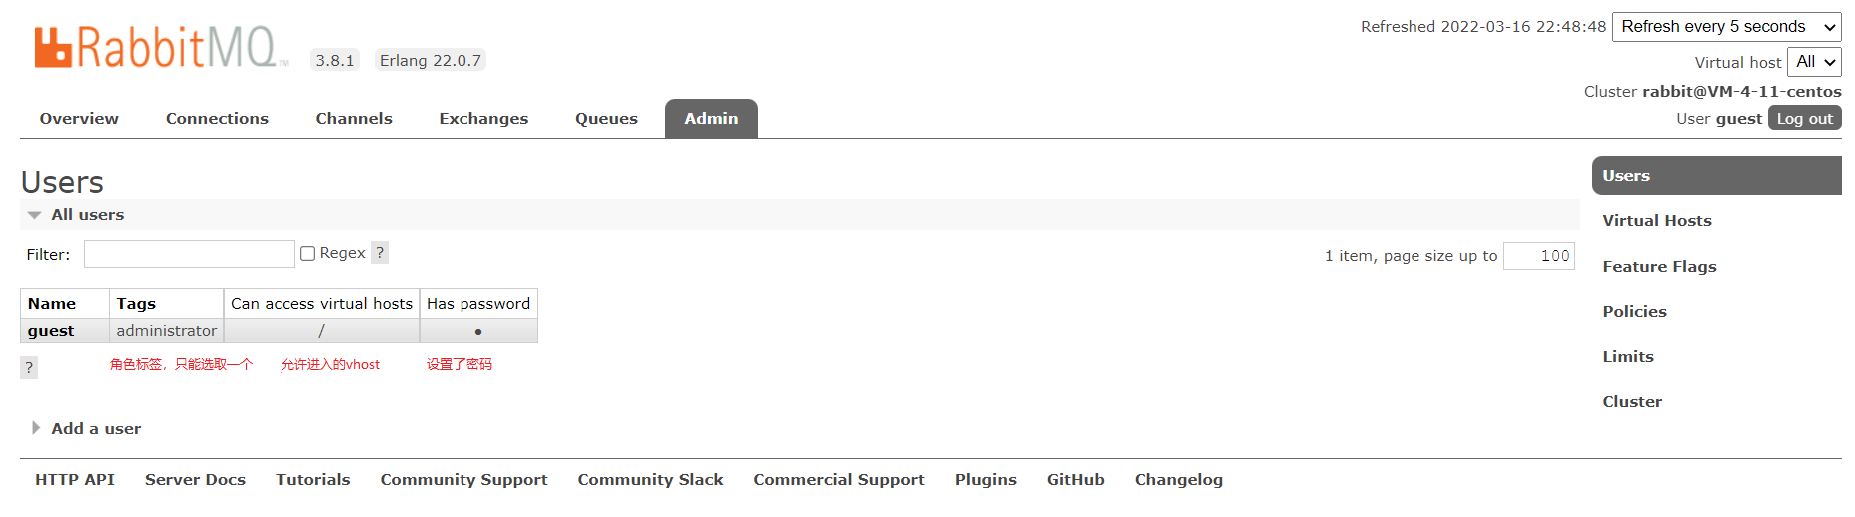 Refreshed 2022-03-16 22:48:48 Refresh every 5 seconds
RabbitMQ TM 3.8.1 Erlang 22.0.7
Virtual host All
Cluster rabbit@VM-4-11-centos
User guest Log out
Overview Connections Channels Exchanges Queues Admin
Users
All users
Filter: Regex ?
1 item, page size up to 100
Name Tags Can access virtual hosts Has password
guest administrator / ●
? 角色标签，只能选取一个 允许进入的vhost 设置了密码
Add a user
Users
Virtual Hosts
Feature Flags
Policies
Limits
Cluster
HTTP API Server Docs Tutorials Community Support Community Slack Commercial Support Plugins GitHub Changelog